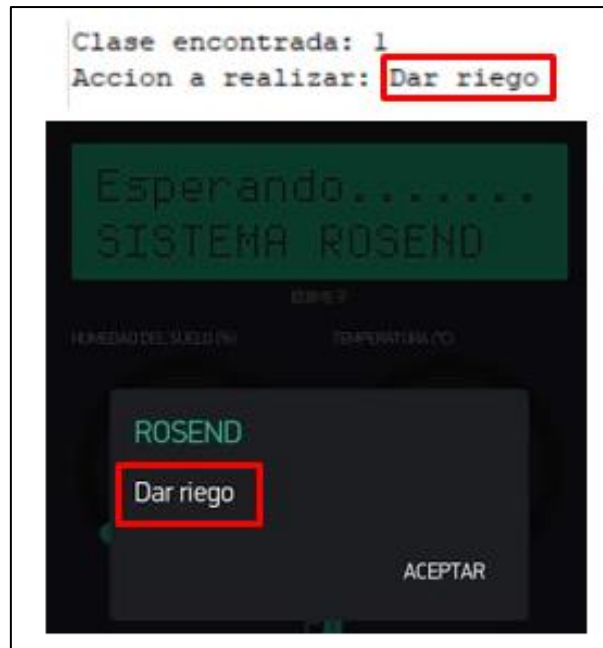 Clase encontrada: 1
Accion a realizar: Dar riego
Esperando.......
SISTEMA ROSEND
HUMEDAD DEL SUELO (%) TEMPERATURA (°C)
ROSEND
Dar riego
ACEPTAR